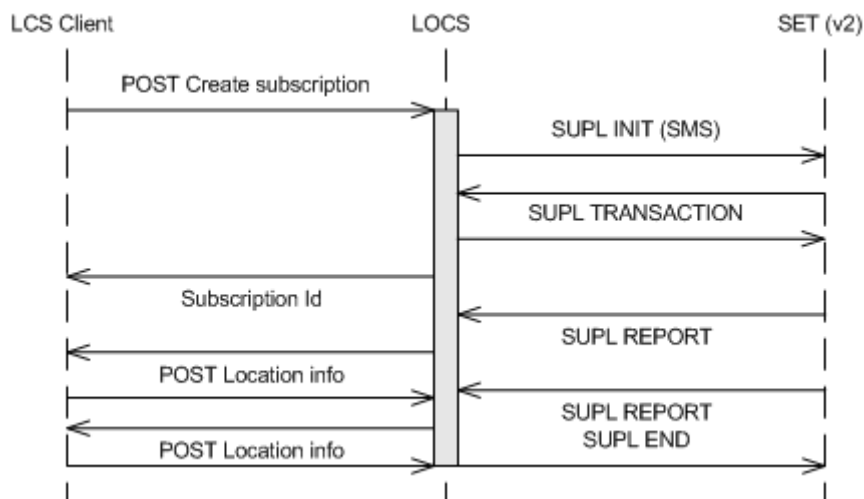 LCS Client
LOCS
SET (v2)
POST Create subscription
SUPL INIT (SMS)
SUPL TRANSACTION
Subscription Id
SUPL REPORT
POST Location info
SUPL REPORT
SUPL END
POST Location info